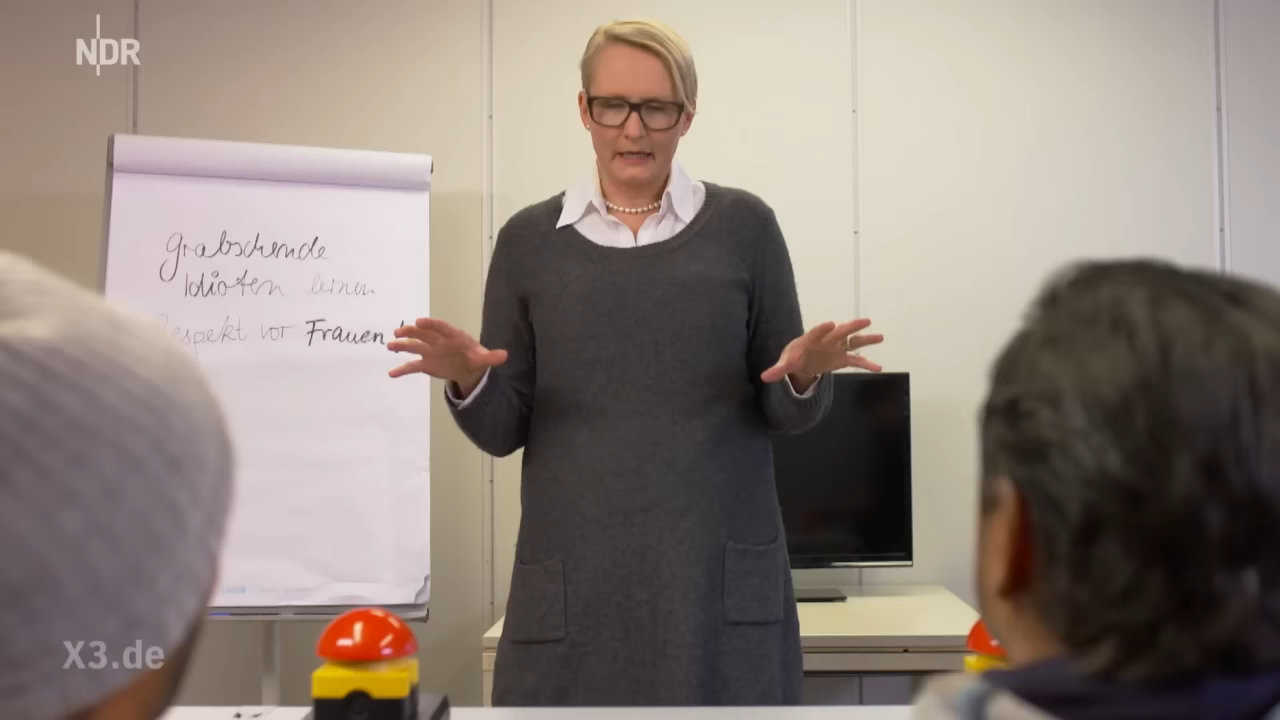 NDR
Grabschende
Idioten lernen
Respekt vor Frauen
X3.de